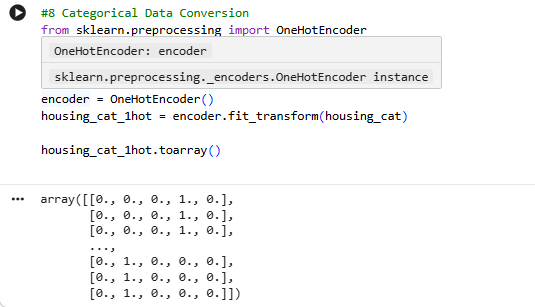 #8 Categorical Data Conversion
from sklearn.preprocessing import OneHotEncoder
OneHotEncoder: encoder
sklearn.preprocessing._encoders.OneHotEncoder instance
encoder = OneHotEncoder()
housing_cat_1hot = encoder.fit_transform(housing_cat)
housing_cat_1hot.toarray()
array([[0., 0., 0., 1., 0.],
[0., 0., 0., 1., 0.],
[0., 0., 0., 1., 0.],
...,
[0., 1., 0., 0., 0.],
[0., 1., 0., 0., 0.],
[0., 1., 0., 0., 0.]])